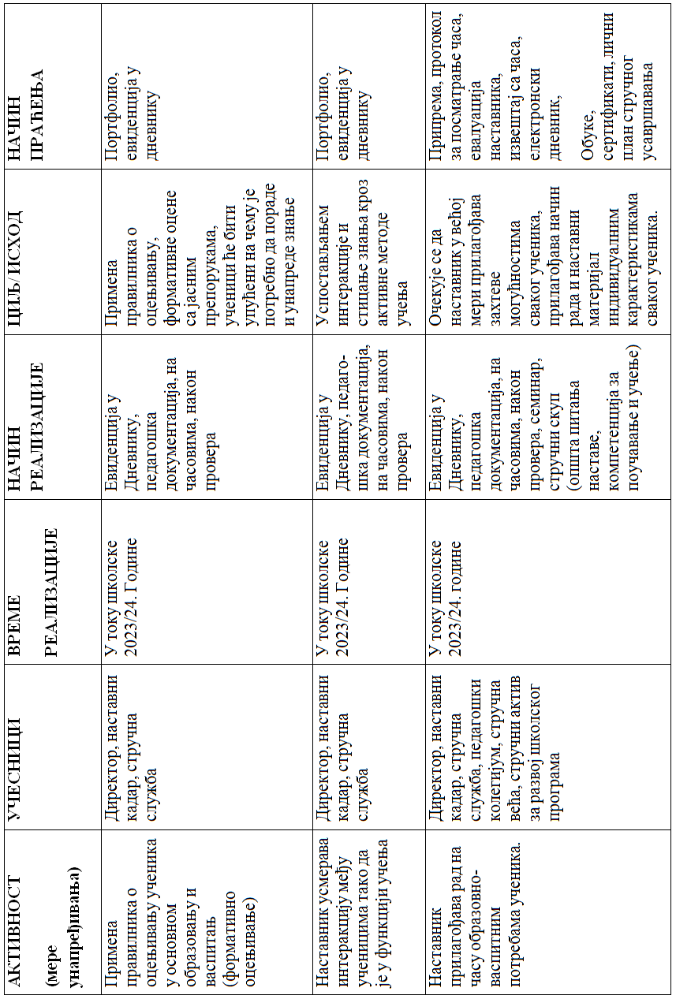 АКТИВНОСТ
(мере
унапређивања)
УЧЕСНИЦИ
ВРЕМЕ
РЕАЛИЗАЦИЈЕ
НАЧИН
РЕАЛИЗАЦИЈЕ
ЦИЉ/ ИСХОД
НАЧИН
ПРАЋЕЊА
Примена
правилника о
оцењивању ученика
у основном
образовању и
васпитањ
(формативно
оцењивање)
Директор, наставни
кадар, стручна
служба
У току школске
2023/24. Године
Евиденција у
Дневнику,
педагошка
документација, на
часовима, након
провера
Примена
правилника о
оцењивању,
формативне оцене
са јасним
препорукама,
ученици ће бити
упућени на чему је
потребно да пораде
и унапреде знање
Портфолио,
евиденција у
дневнику
Наставник усмерава
интеракцију међу
ученицима тако да
је у функцији учења
Директор, наставни
кадар, стручна
служба
У току школске
2023/24. Године
Евиденција у
Дневнику, педаго-
шка документација,
на часовима, након
провера
Успостављањем
интеракције и
стицање знања кроз
активне методе
учења
Портфолио,
евиденција у
дневнику
Наставник
прилагођава рад на
часу образовно-
васпитним
потребама ученика.
Директор, наставни
кадар, стручна
служба, педагошки
колегијум, стручна
већа, стручни актив
за развој школског
програма
У току школске
2023/24. године
Евиденција у
Дневнику,
педагошка
документација, на
часовима, након
провера, семинар,
стручни скуп
(општа питања
наставе,
компетенција за
поучавање и учење)
Очекује се да
наставник у већој
мери прилагођава
захтеве
могућностима
сваког ученика,
прилагођава начин
рада и наставни
материјал
индивидуалним
карактеристикама
сваког ученика.
Припрема, протокол
за посматрање часа,
евалуација
наставника,
извештај са часа,
електронски
дневник,
Обуке,
сертификати, лични
план стручног
усавршавања